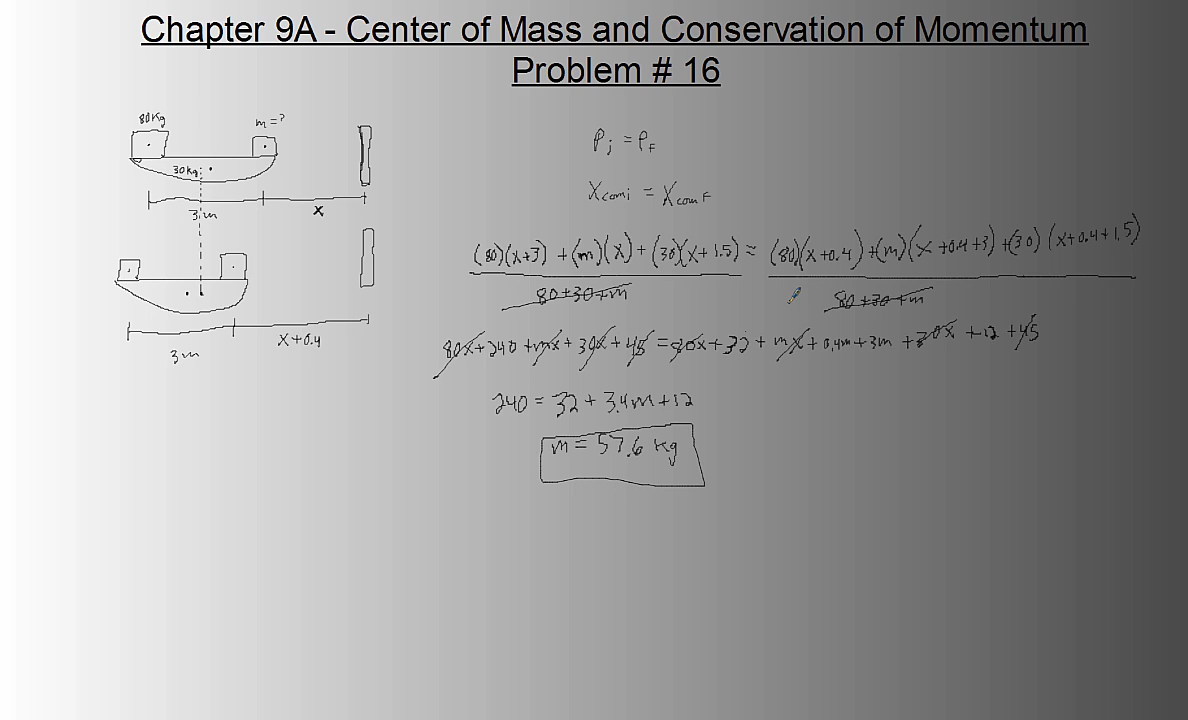 Chapter 9A - Center of Mass and Conservation of Momentum
Problem # 16
80Kg
m=?
30Kg
3m
x
3m
x+0.4
P_i = P_F
X_com i = X_com F
(80)(x+3) + (m)(x) + (30)(x+1.5) = (80)(x+0.4) + (m)(x+0.4+3) + (30)(x+0.4+1.5)
80+30+m 80+30+m
80x+240+mx+30x+45 = 80x+32+mx+0.4m+3m+30x+12+45
240 = 32 + 3.4m+12
m = 57.6 kg